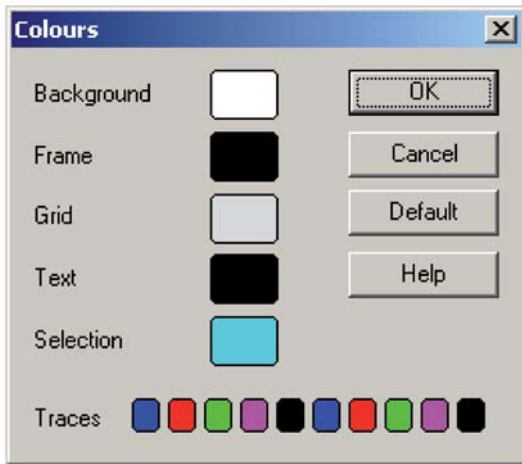 Colours
Background
OK
Frame
Cancel
Grid
Default
Text
Help
Selection
Traces